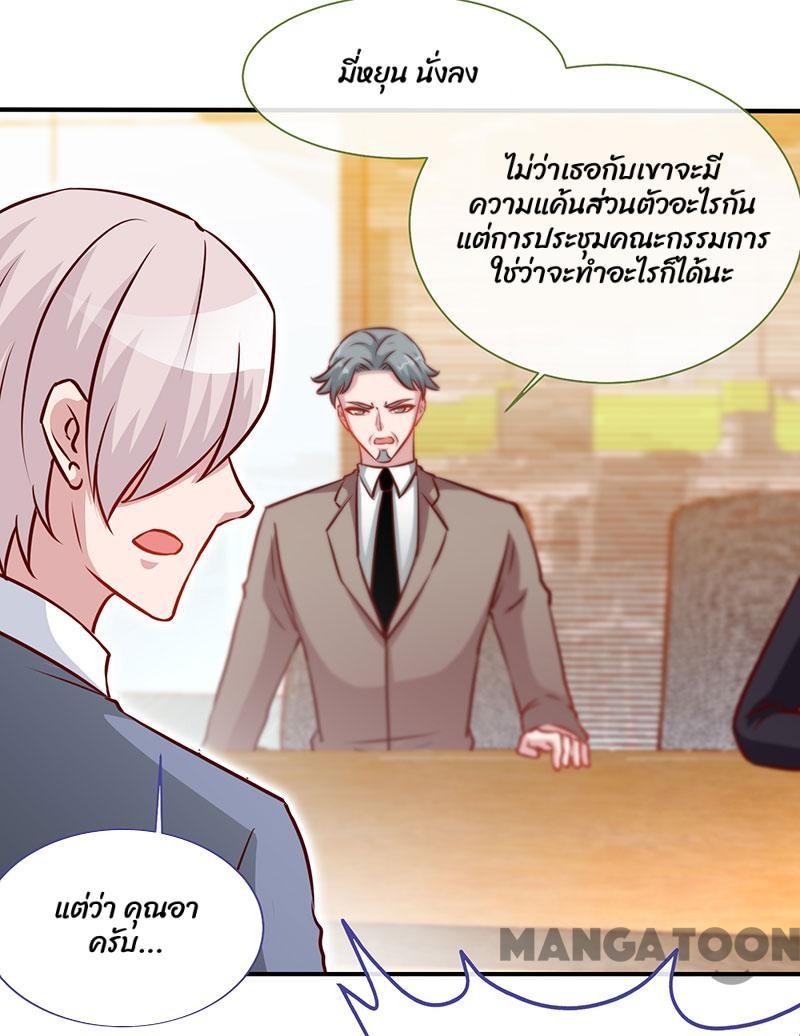 มี่หยุน นั่งลง
ไม่ว่าเธอกับเขาจะมี
ความแค้นส่วนตัวอะไรกัน
แต่การประชุมคณะกรรมการ
ใช่ว่าจะทำอะไรก็ได้นะ
แต่ว่า คุณอา
ครับ...
MANGATOON